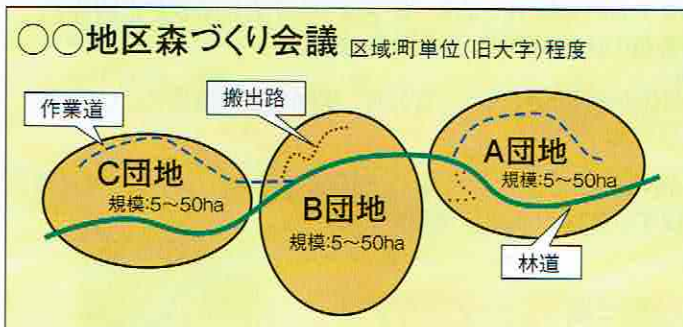 ○○地区森づくり会議 区域:町単位(旧大字)程度
作業道
搬出路
C団地
規模:5〜50ha
B団地
規模:5〜50ha
A団地
規模:5〜50ha
林道